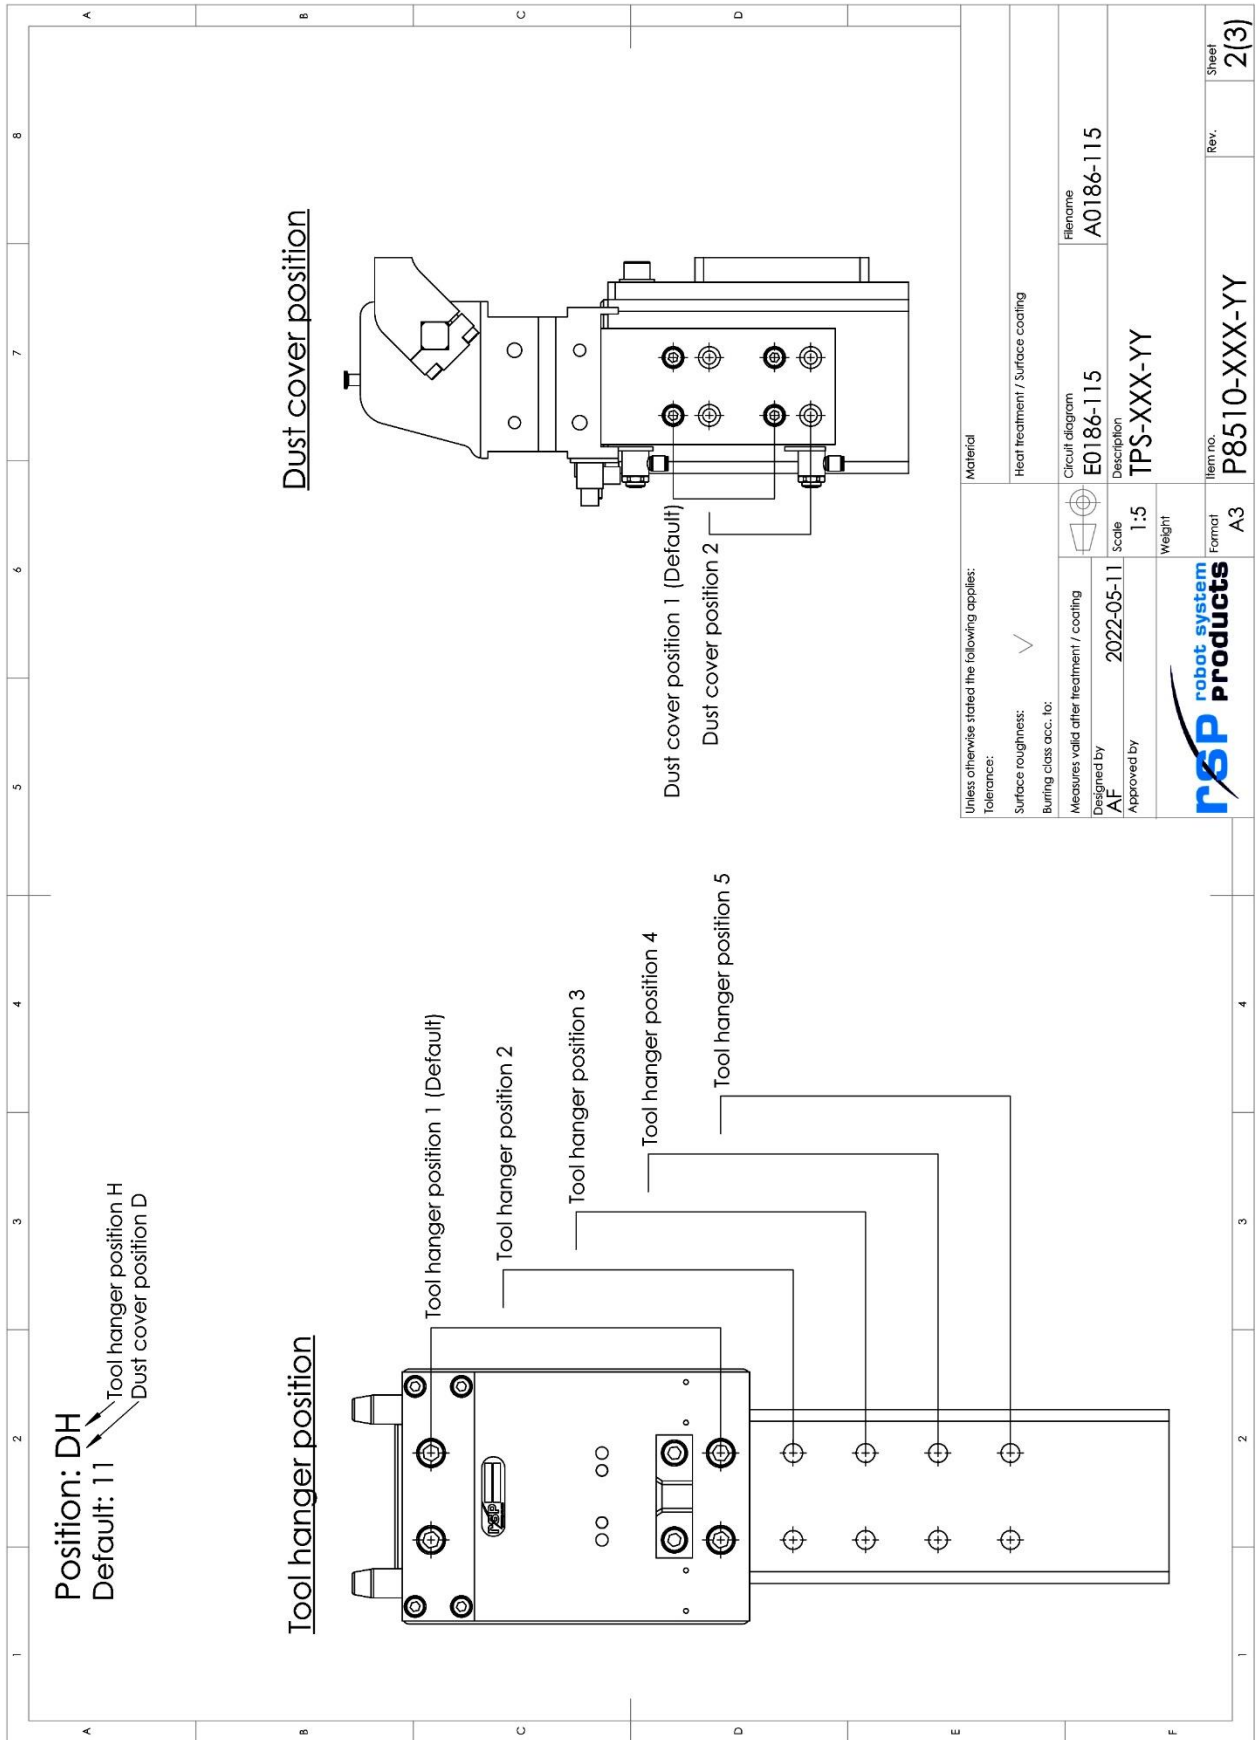 1 2 3 4 5 6 7 8
A
B
C
D
E
F
Position: DH
Default: 11
Tool hanger position H
Dust cover position D
Tool hanger position
Tool hanger position 1 (Default)
Tool hanger position 2
Tool hanger position 3
Tool hanger position 4
Tool hanger position 5
rsp
Dust cover position
Dust cover position 1 (Default)
Dust cover position 2
A
B
C
D
Unless otherwise stated the following applies:
Tolerance:
Surface roughness:
Burring class acc. to:
Measures valid after treatment / coating
Designed by
AF 2022-05-11
Approved by
Material
Heat treatment / Surface coating
Circuit diagram
E0186-115
Filename
A0186-115
Scale
1:5
Description
TPS-XXX-YY
Weight
rsp robot system products
Format
A3
Item no.
P8510-XXX-YY
Rev.
Sheet
2(3)
1 2 3 4